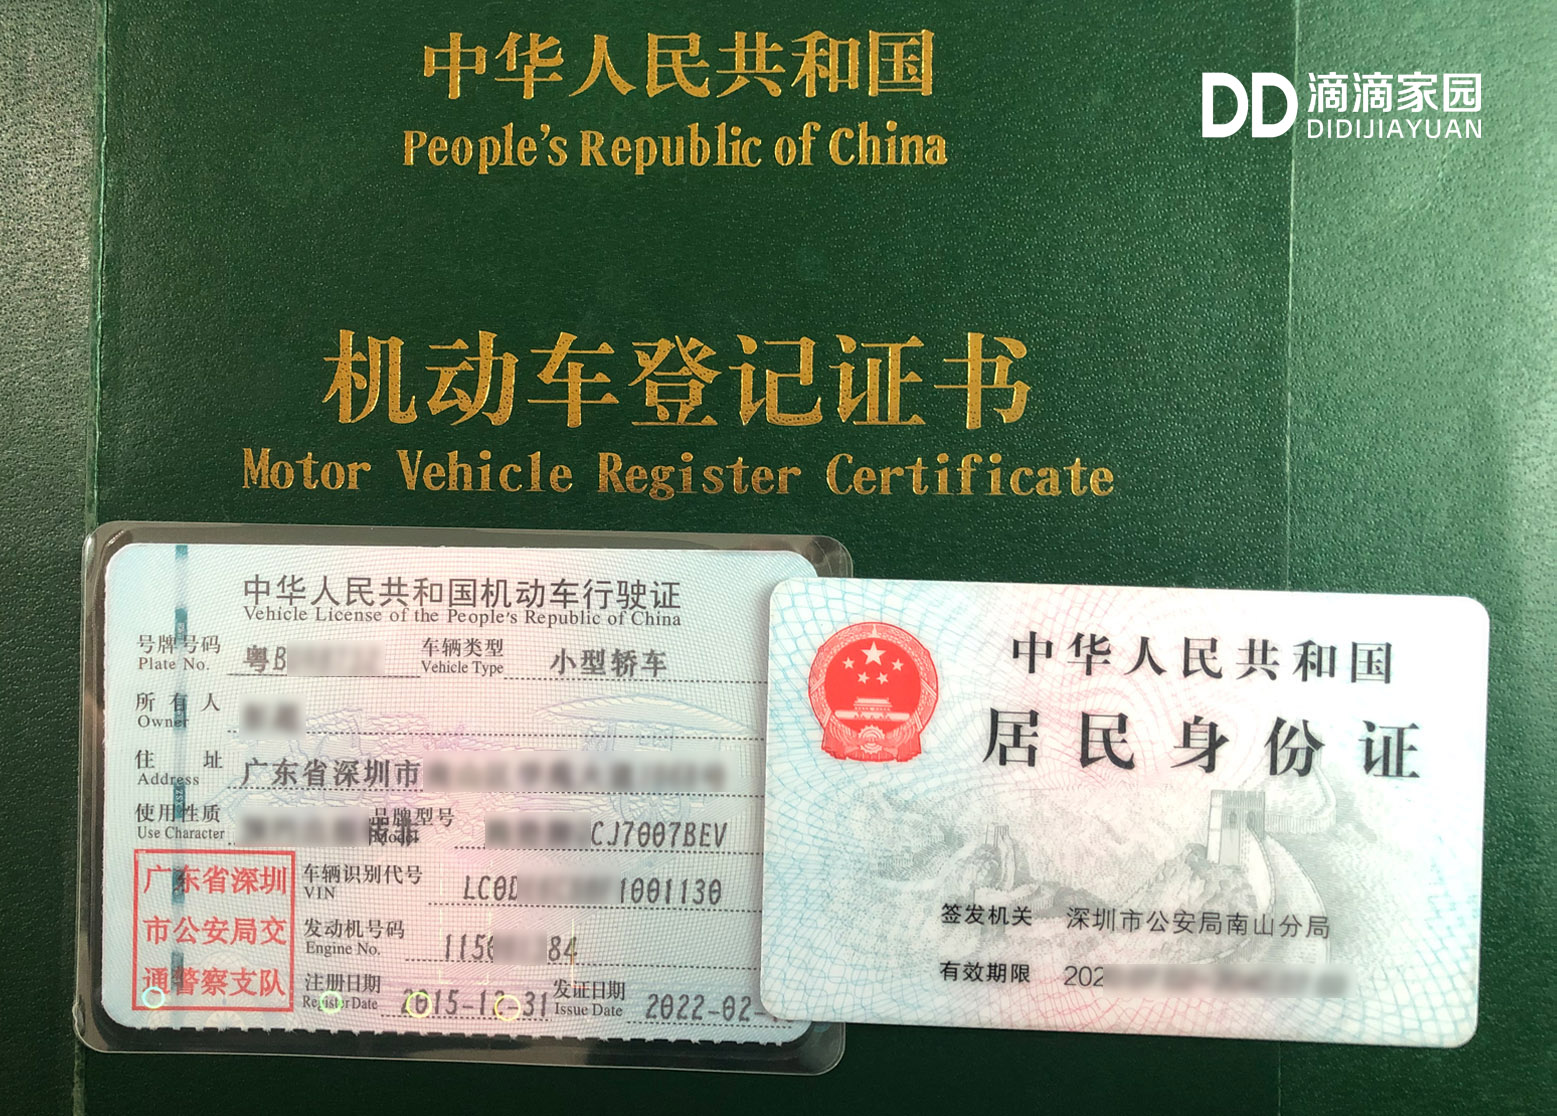 中华人民共和国
People's Republic of China
DD 滴滴家园
DIDIJIAYUAN
机动车登记证书
Motor Vehicle Register Certificate
中华人民共和国机动车行驶证
Vehicle License of the People's Republic of China
号牌号码 粤B 车辆类型 小型轿车
Plate No. Vehicle Type
所有人
Owner
住址 广东省深圳市
Address
使用性质 品牌型号 CJ7007BEV
Use Character Model
广东省深圳
市公安局交
通警察支队
车辆识别代号 LC0D 1001130
VIN
发动机号码 115 84
Engine No.
注册日期 2015-12-31 发证日期 2022-02-
Register Date Issue Date
中华人民共和国
居民身份证
签发机关 深圳市公安局南山分局
有效期限 202